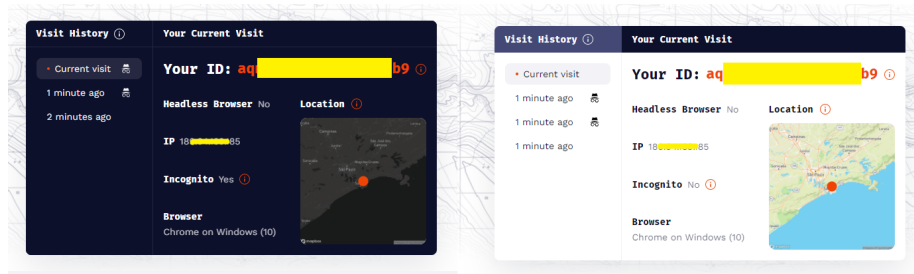 Visit History
Your Current Visit
Current visit
1 minute ago
2 minutes ago
Your ID: aq b9
Headless Browser No
Location
IP 18 85
Incognito Yes
Browser
Chrome on Windows (10)
mapbox
Visit History
Your Current Visit
Current visit
1 minute ago
1 minute ago
1 minute ago
Your ID: aq b9
Headless Browser No
Location
IP 18 85
Incognito No
Browser
Chrome on Windows (10)